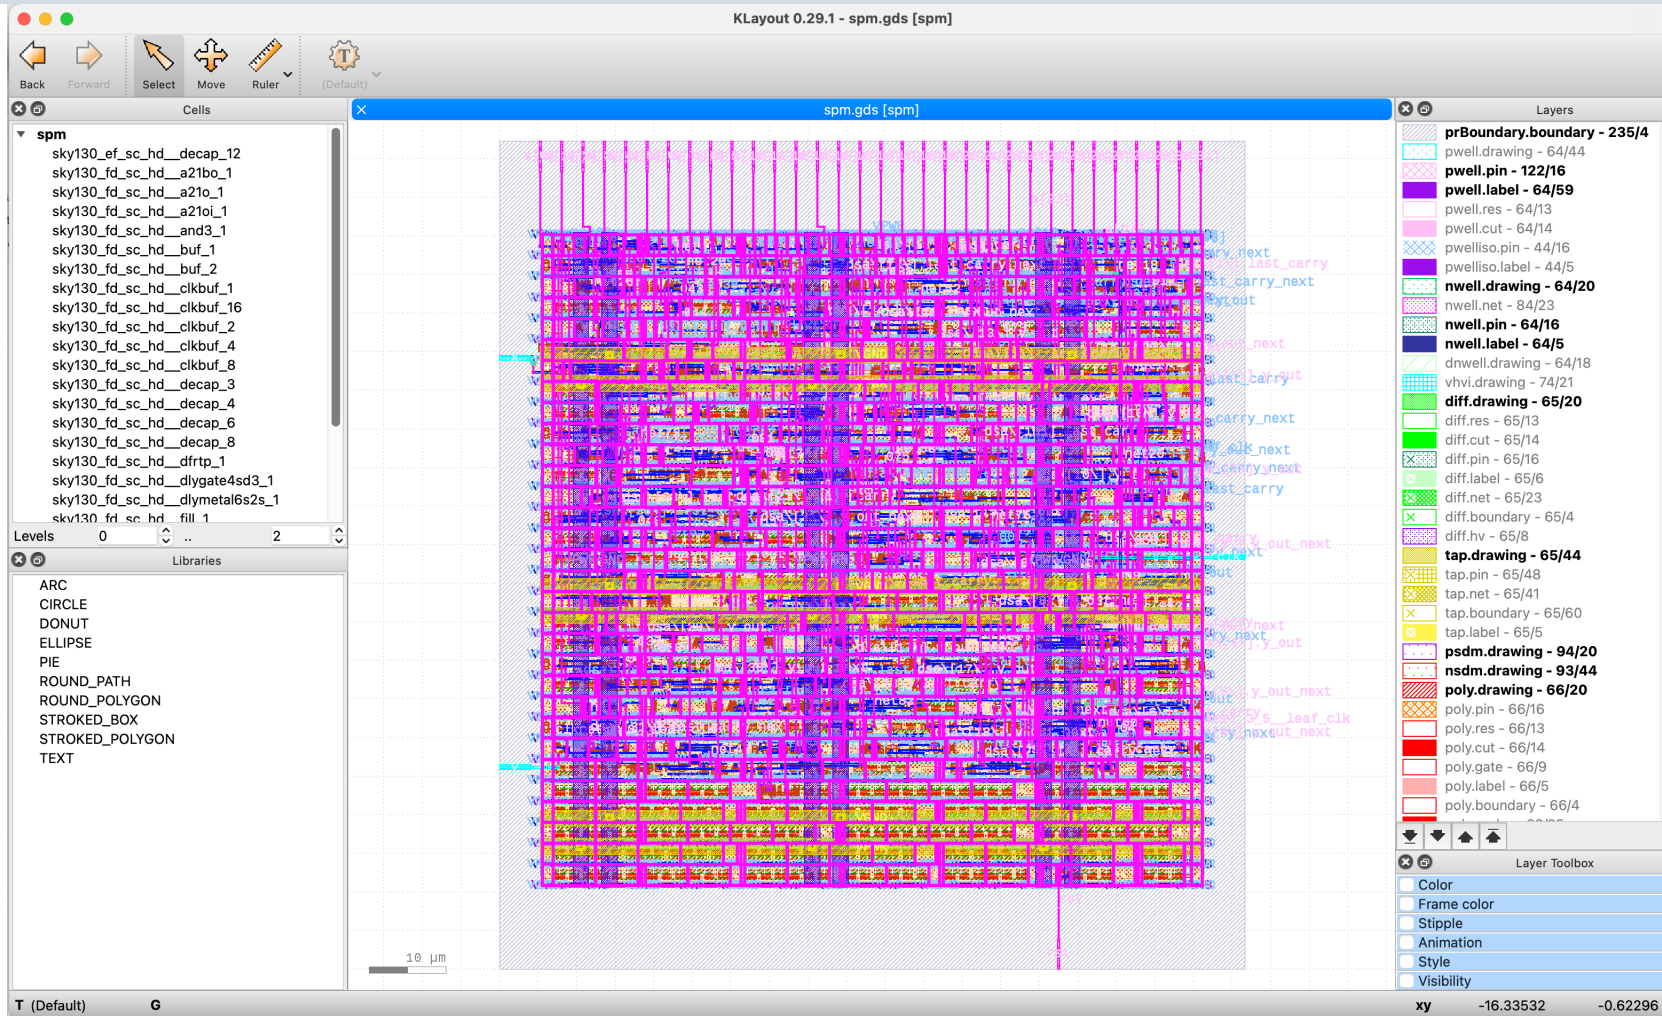 KLayout 0.29.1 - spm.gds [spm]
Back
Forward
Select
Move
Ruler
T
(Default)
Cells
spm
sky130_ef_sc_hd__decap_12
sky130_fd_sc_hd__a21bo_1
sky130_fd_sc_hd__a21o_1
sky130_fd_sc_hd__a21oi_1
sky130_fd_sc_hd__and3_1
sky130_fd_sc_hd__buf_1
sky130_fd_sc_hd__buf_2
sky130_fd_sc_hd__clkbuf_1
sky130_fd_sc_hd__clkbuf_16
sky130_fd_sc_hd__clkbuf_2
sky130_fd_sc_hd__clkbuf_4
sky130_fd_sc_hd__clkbuf_8
sky130_fd_sc_hd__decap_3
sky130_fd_sc_hd__decap_4
sky130_fd_sc_hd__decap_6
sky130_fd_sc_hd__decap_8
sky130_fd_sc_hd__dfrtp_1
sky130_fd_sc_hd__dlygate4sd3_1
sky130_fd_sc_hd__dlymetal6s2s_1
sky130_fd_sc_hd__fill_1
Levels 0 .. 2
Libraries
ARC
CIRCLE
DONUT
ELLIPSE
PIE
ROUND_PATH
ROUND_POLYGON
STROKED_BOX
STROKED_POLYGON
TEXT
spm.gds [spm]
last_carry
carry_next
last_carry
carry_next
last_carry
y_out_next
10 µm
Layers
prBoundary.boundary - 235/4
pwell.drawing - 64/44
pwell.pin - 122/16
pwell.label - 64/59
pwell.res - 64/13
pwell.cut - 64/14
pwelliso.pin - 44/16
pwelliso.label - 44/5
nwell.drawing - 64/20
nwell.net - 84/23
nwell.pin - 64/16
nwell.label - 64/5
dnwell.drawing - 64/18
vhvi.drawing - 74/21
diff.drawing - 65/20
diff.res - 65/13
diff.cut - 65/14
diff.pin - 65/16
diff.label - 65/6
diff.net - 65/23
diff.boundary - 65/4
diff.hv - 65/8
tap.drawing - 65/44
tap.pin - 65/48
tap.net - 65/41
tap.boundary - 65/60
tap.label - 65/5
psdm.drawing - 94/20
nsdm.drawing - 93/44
poly.drawing - 66/20
poly.pin - 66/16
poly.res - 66/13
poly.cut - 66/14
poly.gate - 66/9
poly.label - 66/5
poly.boundary - 66/4
Layer Toolbox
Color
Frame color
Stipple
Animation
Style
Visibility
T (Default) G
xy -16.33532 -0.62296